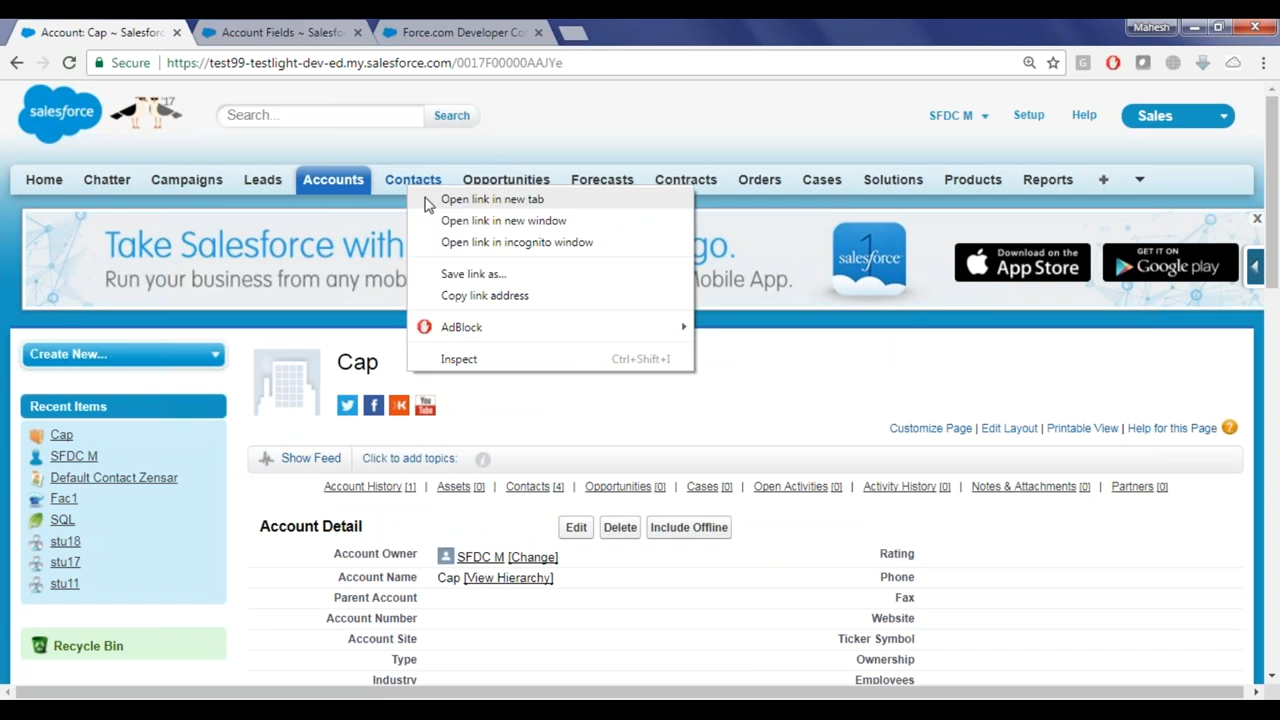 Account: Cap ~ Salesforc
Account Fields ~ Salesfo
Force.com Developer Co
Mahesh
Secure
https://test99-testlight-dev-ed.my.salesforce.com/0017F00000AAJYe
salesforce
'17
Search...
Search
SFDC M
Setup
Help
Sales
Home Chatter Campaigns Leads Accounts Contacts Opportunities Forecasts Contracts Orders Cases Solutions Products Reports +
Open link in new tab
Open link in new window
Open link in incognito window
Save link as...
Copy link address
AdBlock
Inspect Ctrl+Shift+I
Take Salesforce with go.
Run your business from any mob Mobile App.
salesforce
Download on the
App Store
GET IT ON
Google play
Create New...
Recent Items
Cap
SFDC M
Default Contact Zensar
Fac1
SQL
stu18
stu17
stu11
Recycle Bin
Cap
You
Tube
Customize Page | Edit Layout | Printable View | Help for this Page ?
Show Feed
Click to add topics:
Account History [1] | Assets [0] | Contacts [4] | Opportunities [0] | Cases [0] | Open Activities [0] | Activity History [0] | Notes & Attachments [0] | Partners [0]
Account Detail
Edit
Delete
Include Offline
Account Owner SFDC M [Change] Rating
Account Name Cap [View Hierarchy] Phone
Parent Account Fax
Account Number Website
Account Site Ticker Symbol
Type Ownership
Industry Employees